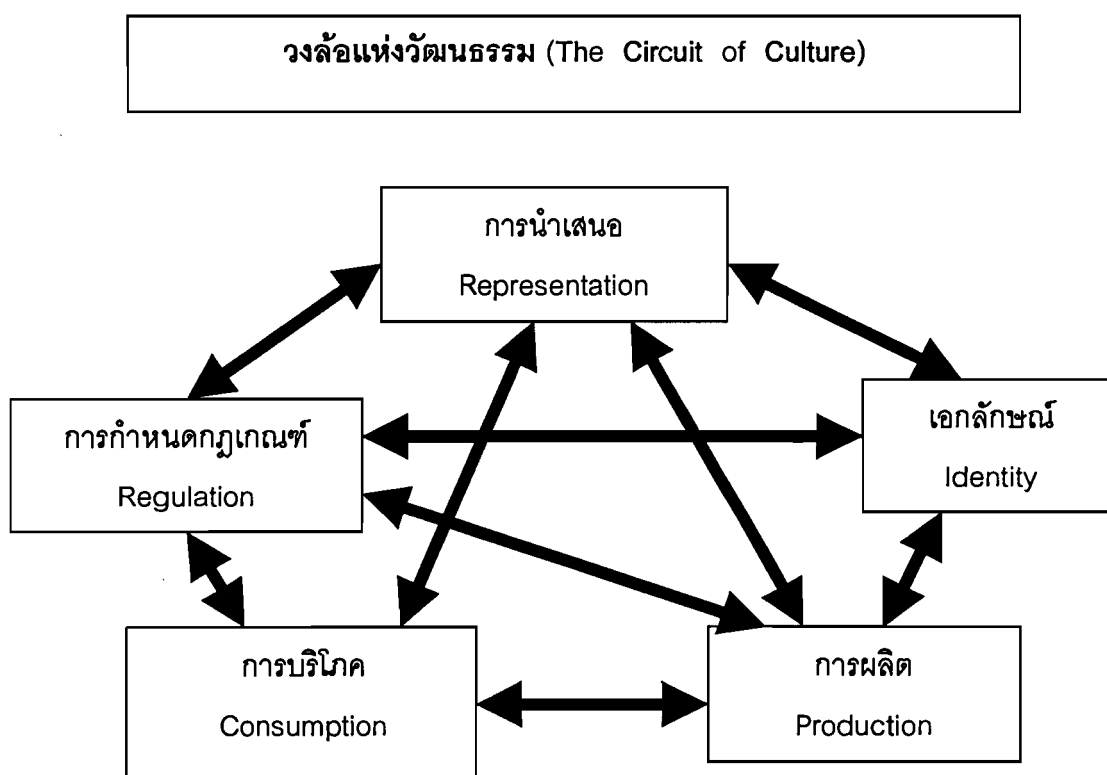 วงล้อแห่งวัฒนธรรม (The Circuit of Culture)
การนำเสนอ
Representation
การกำหนดกฎเกณฑ์
Regulation
เอกลักษณ์
Identity
การบริโภค
Consumption
การผลิต
Production